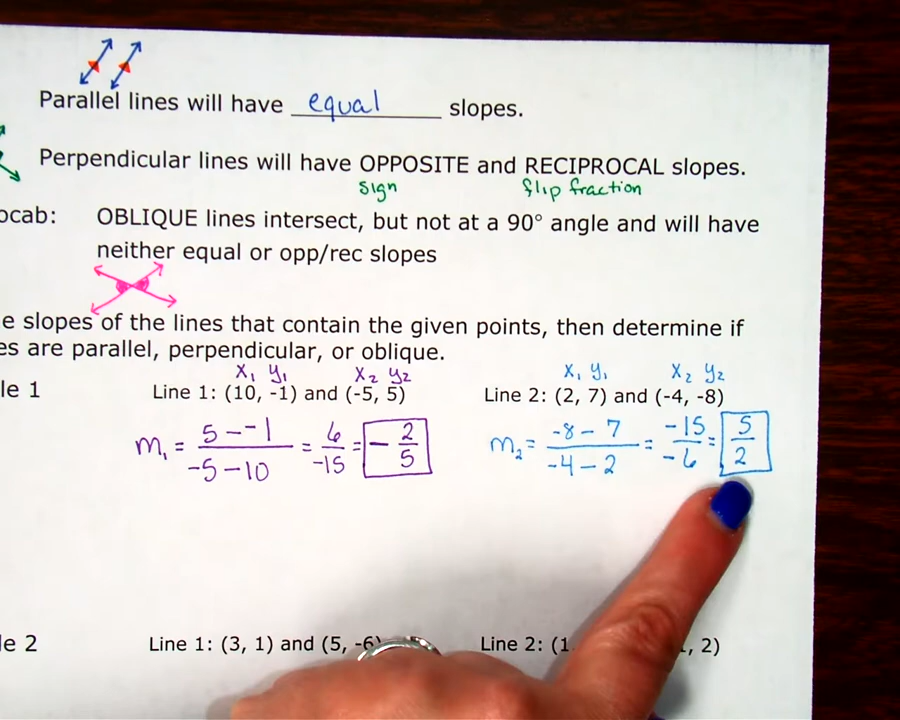 Parallel lines will have equal slopes.
Perpendicular lines will have OPPOSITE and RECIPROCAL slopes.
sign flip fraction
ocab: OBLIQUE lines intersect, but not at a 90° angle and will have
neither equal or opp/rec slopes
e slopes of the lines that contain the given points, then determine if
es are parallel, perpendicular, or oblique.
x₁ y₁ x₂ y₂ x₁ y₁ x₂ y₂
le 1 Line 1: (10, -1) and (-5, 5) Line 2: (2, 7) and (-4, -8)
m₁ = (5 - -1)/(-5 - 10) = 6/-15 = -2/5 m₂ = (-8 - 7)/(-4 - 2) = -15/-6 = 5/2
le 2 Line 1: (3, 1) and (5, -6) Line 2: (1 , 2)